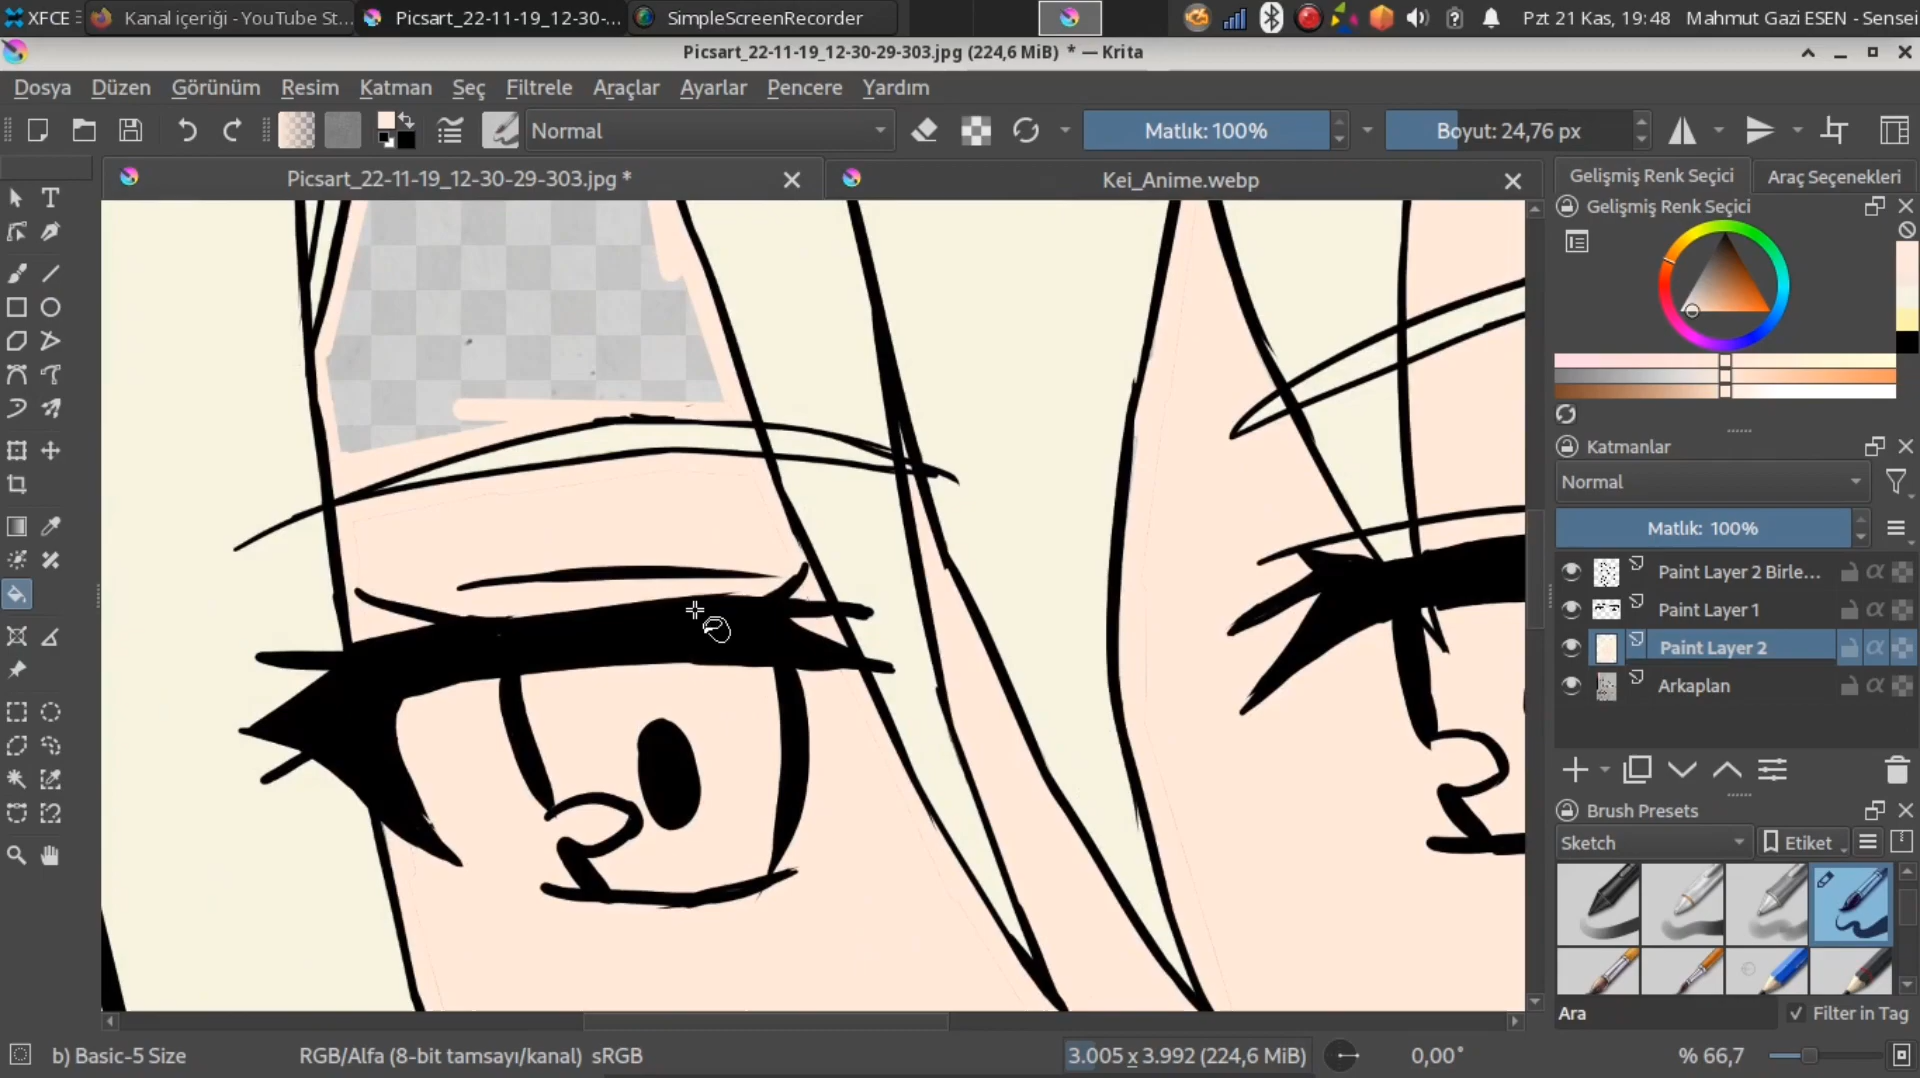 XFCE
Kanal içeriği - YouTube St...
Picsart_22-11-19_12-30-...
SimpleScreenRecorder
Pzt 21 Kas, 19:48
Mahmut Gazi ESEN - Sensei
Picsart_22-11-19_12-30-29-303.jpg (224,6 MiB) * — Krita
Dosya Düzen Görünüm Resim Katman Seç Filtrele Araçlar Ayarlar Pencere Yardım
Normal
Matlık: 100%
Boyut: 24,76 px
Picsart_22-11-19_12-30-29-303.jpg *
Kei_Anime.webp
Gelişmiş Renk Seçici
Araç Seçenekleri
Gelişmiş Renk Seçici
Katmanlar
Normal
Matlık: 100%
Paint Layer 2 Birle...
Paint Layer 1
Paint Layer 2
Arkaplan
Brush Presets
Sketch
Etiket
Ara
Filter in Tag
b) Basic-5 Size
RGB/Alfa (8-bit tamsayı/kanal) sRGB
3.005 x 3.992 (224,6 MiB)
0,00°
% 66,7